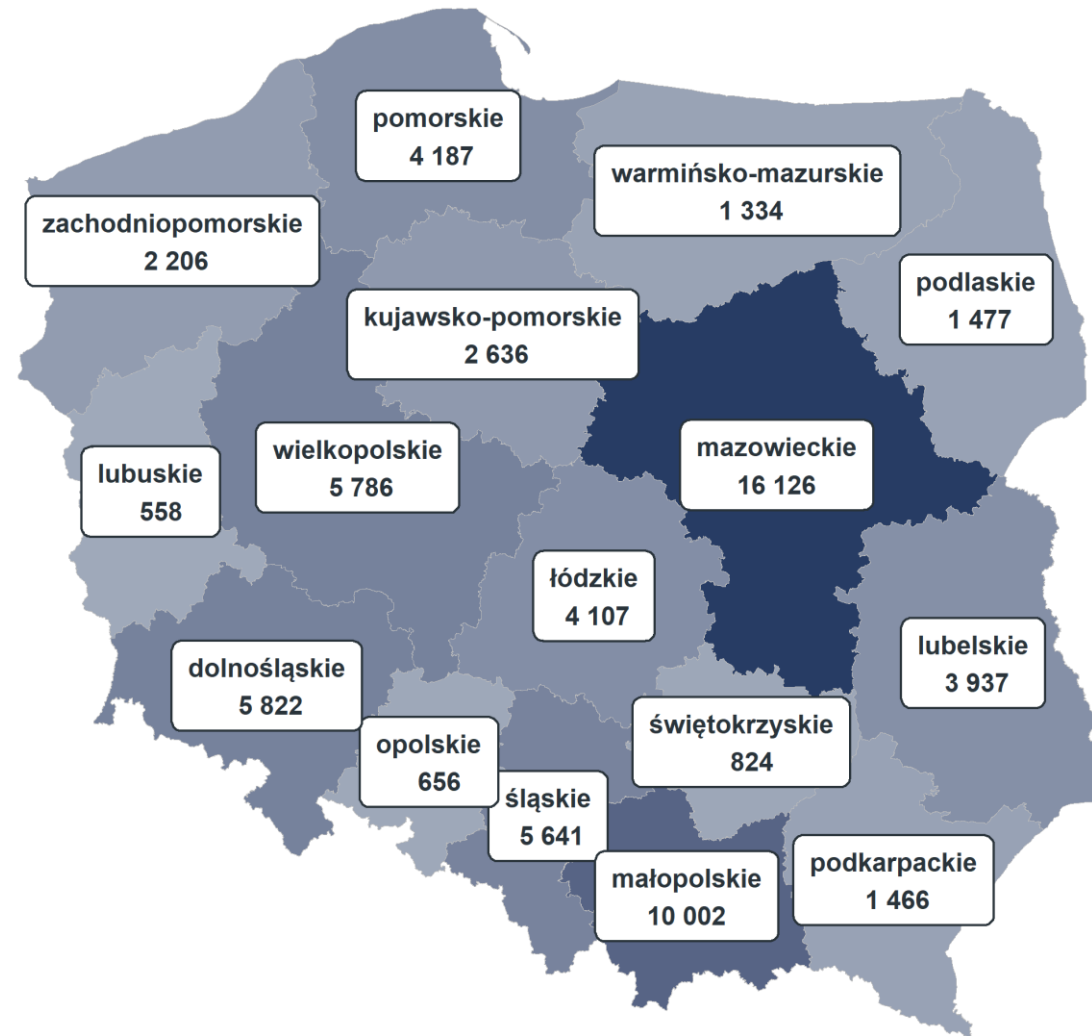 pomorskie
4 187
warmińsko-mazurskie
1 334
zachodniopomorskie
2 206
podlaskie
1 477
kujawsko-pomorskie
2 636
wielkopolskie
5 786
mazowieckie
16 126
lubuskie
558
łódzkie
4 107
lubelskie
3 937
dolnośląskie
5 822
świętokrzyskie
824
opolskie
656
śląskie
5 641
podkarpackie
1 466
małopolskie
10 002